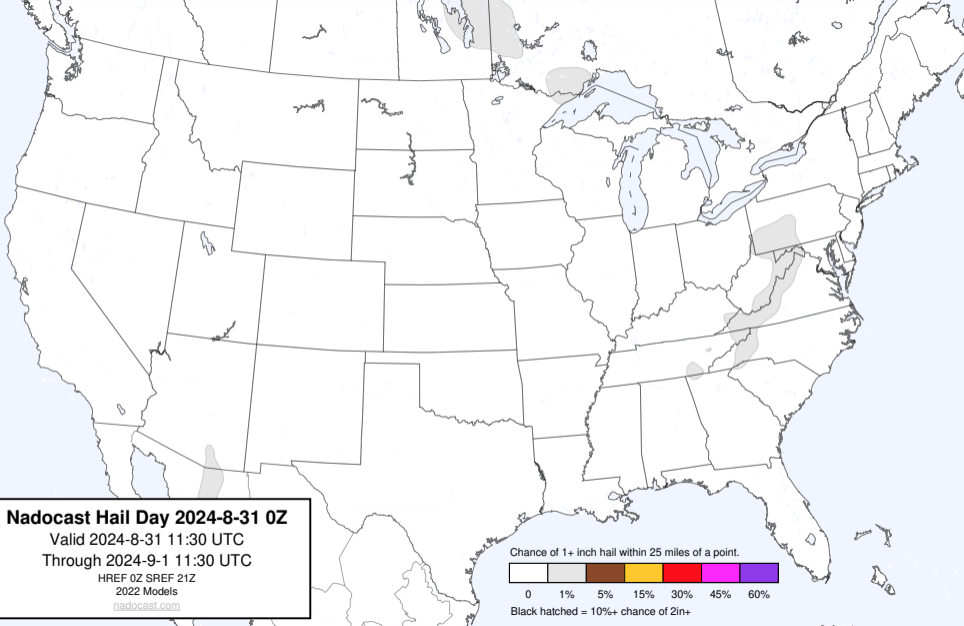 Nadocast Hail Day 2024-8-31 0Z
Valid 2024-8-31 11:30 UTC
Through 2024-9-1 11:30 UTC
HREF 0Z SREF 21Z
2022 Models
nadocast.com
Chance of 1+ inch hail within 25 miles of a point.
0 1% 5% 15% 30% 45% 60%
Black hatched = 10%+ chance of 2in+